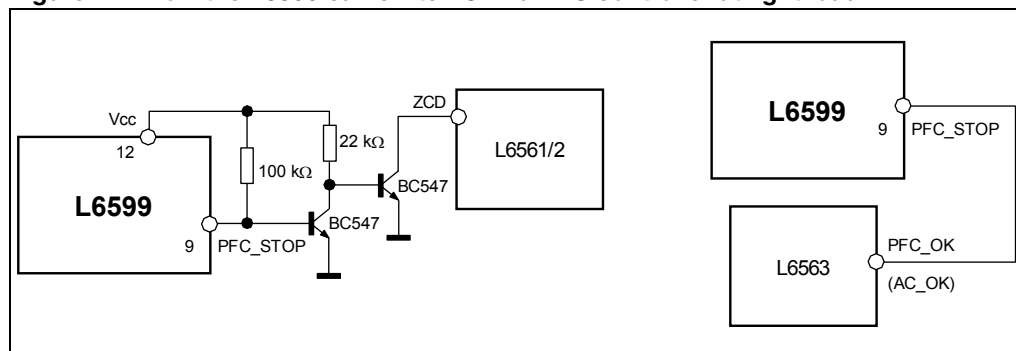 Vcc
12
L6599
9
PFC_STOP
100 kΩ
22 kΩ
BC547
BC547
ZCD
L6561/2
L6599
9
PFC_STOP
L6563
PFC_OK
(AC_OK)